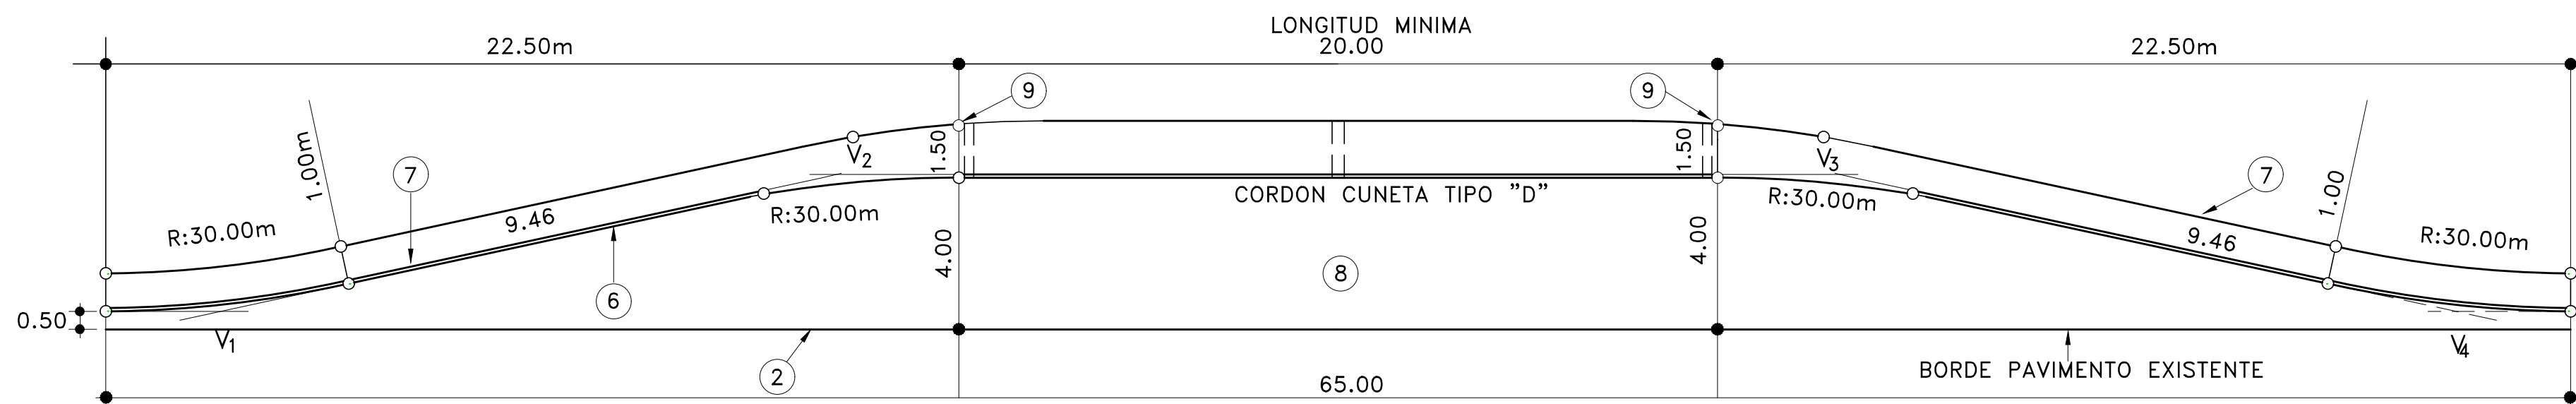 LONGITUD MINIMA
22.50m 20.00 22.50m
9 9
1.00m 7 V2 1.50 1.50 V3 7 1.00
R:30.00m 9.46 R:30.00m CORDON CUNETA TIPO "D" R:30.00m 9.46 R:30.00m
6 4.00 8 4.00
0.50
V1 V4
2 BORDE PAVIMENTO EXISTENTE
65.00